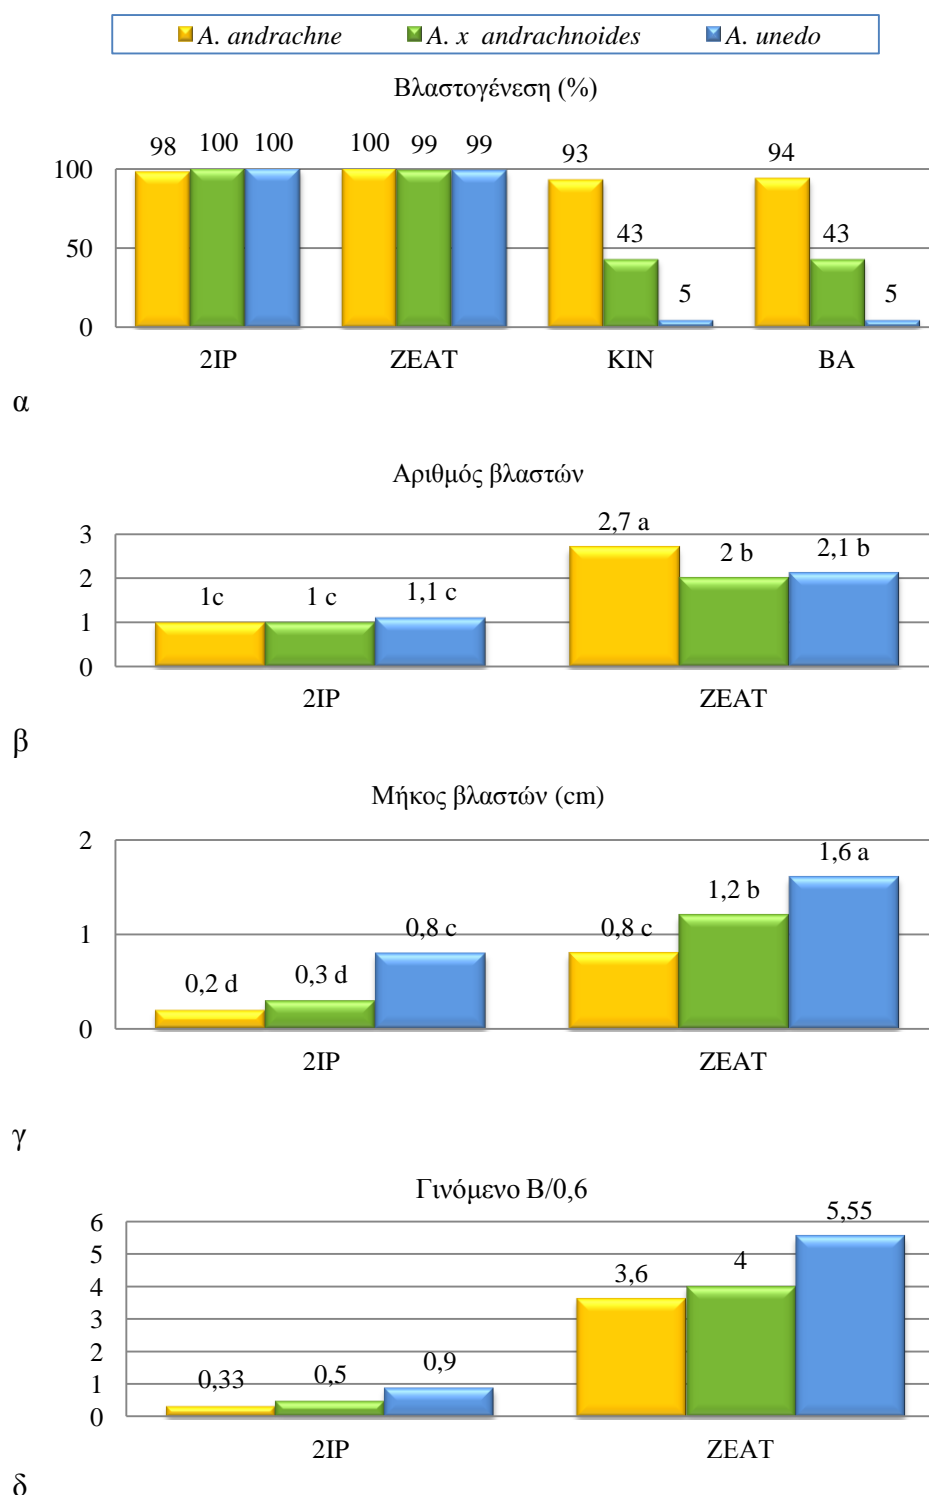 A. andrachne A. x andrachnoides A. unedo
Βλαστογένεση (%)
98 100 100 100 99 99 93 43 5 94 43 5
100
50
0
2IP ZEAT KIN BA
α
Αριθμός βλαστών
1c 1 c 1,1 c 2,7 a 2 b 2,1 b
3
2
1
0
2IP ZEAT
β
Μήκος βλαστών (cm)
0,2 d 0,3 d 0,8 c 0,8 c 1,2 b 1,6 a
2
1
0
2IP ZEAT
γ
Γινόμενο Β/0,6
0,33 0,5 0,9 3,6 4 5,55
6
5
4
3
2
1
0
2IP ZEAT
δ